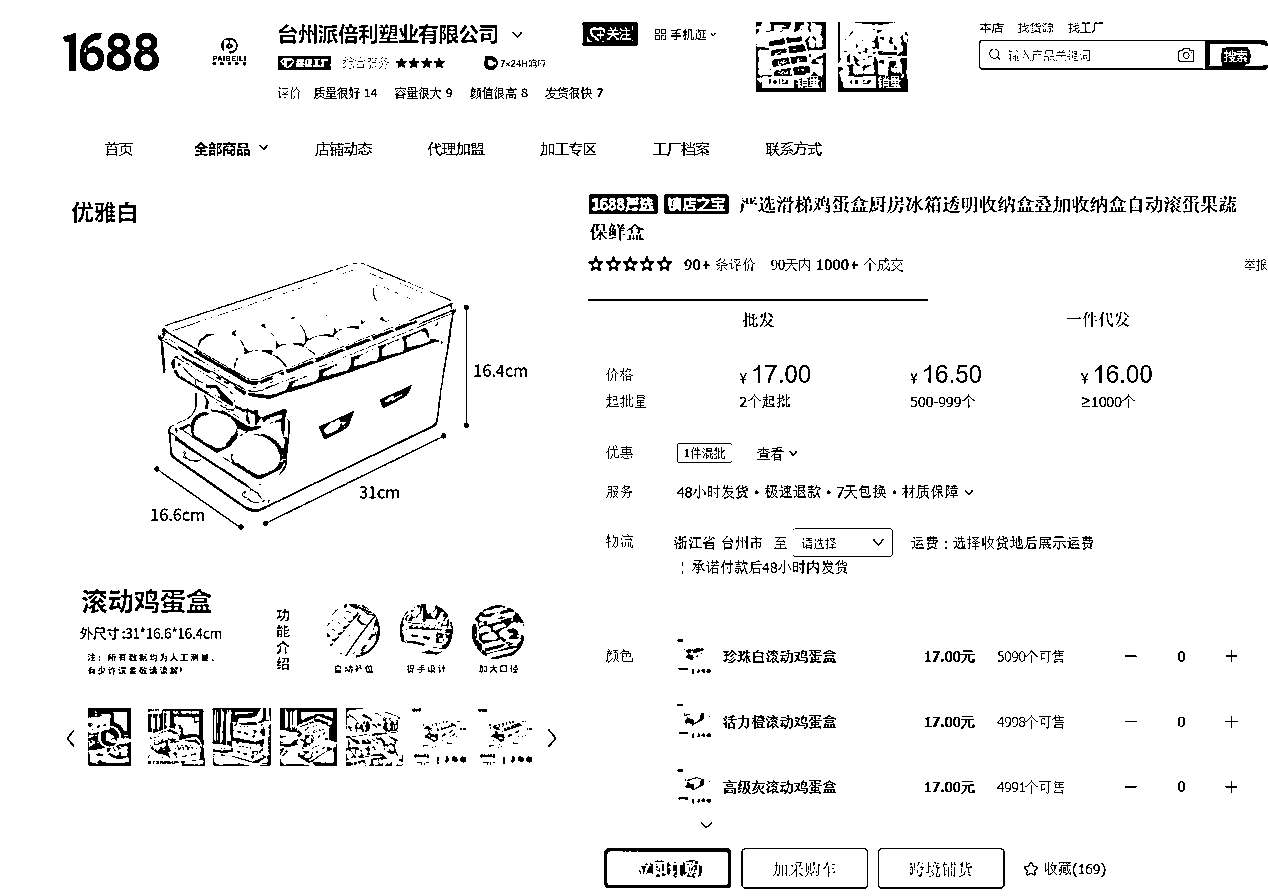 1688
PAIBEILI
台州派倍利塑业有限公司
关注
手机逛
综合服务
7×24H响应
评价 质量很好 14 容量很大 9 颜值很高 8 发货很快 7
销量
销量
本店 找货源 找工厂
输入产品关键词
搜索
首页 全部商品 店铺动态 代理加盟 加工专区 工厂档案 联系方式
优雅白
16.4cm
31cm
16.6cm
滚动鸡蛋盒
外尺寸:31*16.6*16.4cm
注：所有数据均为人工测量，
有少许误差敬请谅解！
功能介绍
自动补位 提手设计 加大口径
1688严选 镇店之宝 严选滑梯鸡蛋盒厨房冰箱透明收纳盒叠加收纳盒自动滚蛋果蔬
保鲜盒
90+ 条评价 90天内 1000+ 个成交
举报
批发 一件代发
价格 ¥17.00 ¥16.50 ¥16.00
起批量 2个起批 500-999个 ≥1000个
优惠 1件混批 查看
服务 48小时发货 · 极速退款 · 7天包换 · 材质保障
物流 浙江省 台州市 至 请选择 运费：选择收货地后展示运费
承诺付款后48小时内发货
颜色 珍珠白滚动鸡蛋盒 17.00元 5090个可售 — 0 +
活力橙滚动鸡蛋盒 17.00元 4998个可售 — 0 +
高级灰滚动鸡蛋盒 17.00元 4991个可售 — 0 +
立即订购 加采购车 跨境铺货 收藏(169)